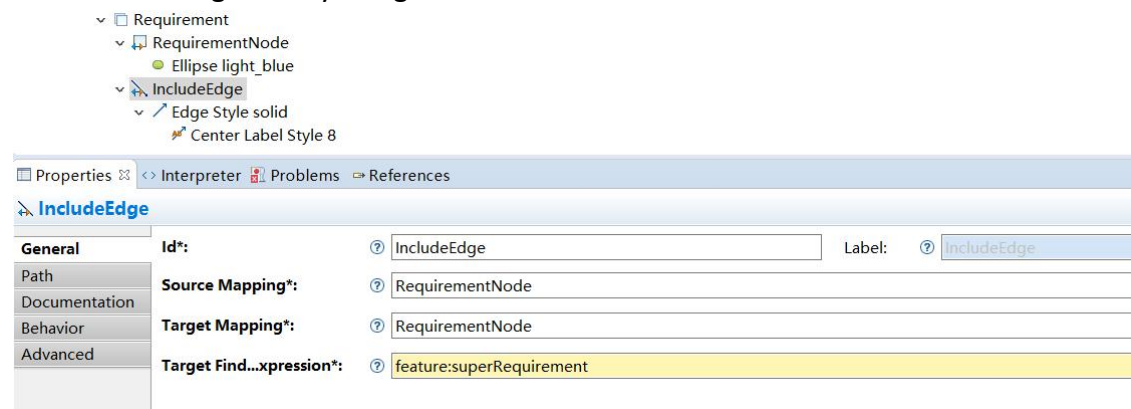 Requirement
RequirementNode
Ellipse light_blue
IncludeEdge
Edge Style solid
Center Label Style 8
Properties Interpreter Problems References
IncludeEdge
General Id*: IncludeEdge Label: IncludeEdge
Path
Source Mapping*: RequirementNode
Documentation
Behavior Target Mapping*: RequirementNode
Advanced
Target Find...xpression*: feature:superRequirement